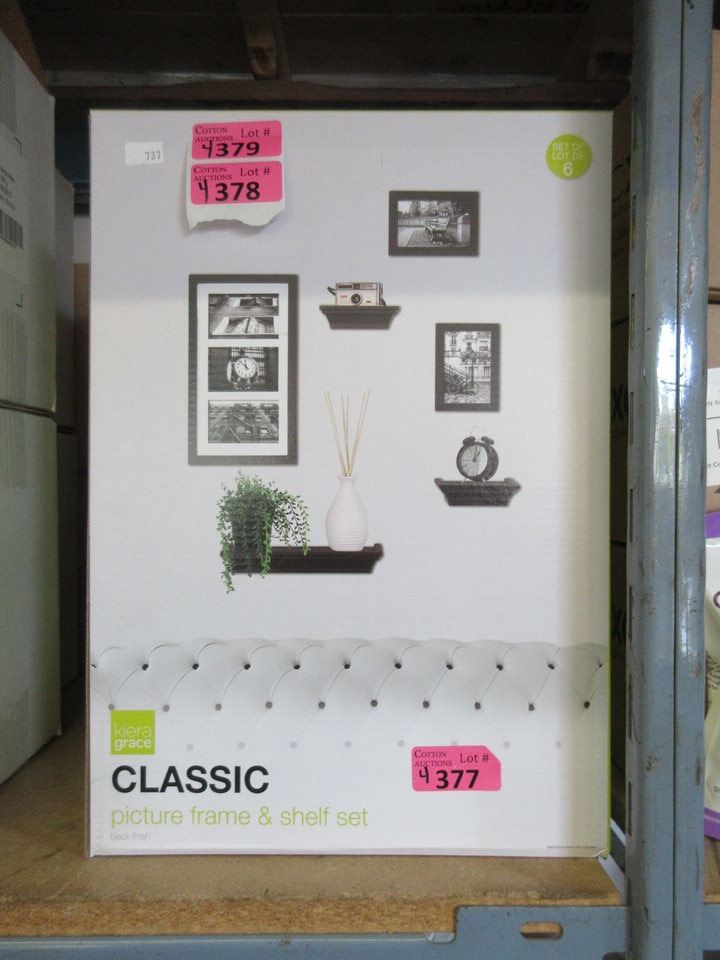 737
COTTON AUCTIONS Lot #
4379
COTTON AUCTIONS Lot #
4378
SET OF
LOT DE
6
kiera
grace
CLASSIC
picture frame & shelf set
black finish
COTTON AUCTIONS Lot #
4377